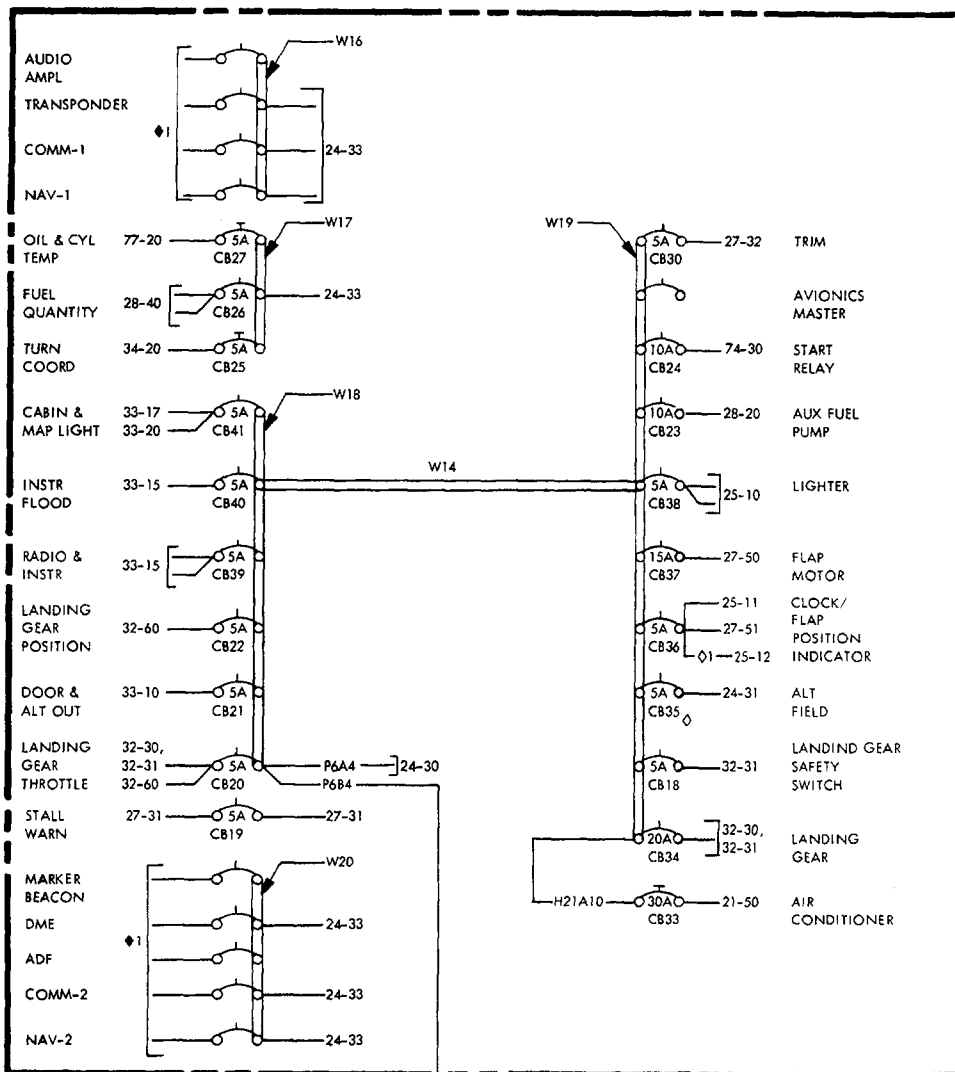 W16
AUDIO
AMPL
TRANSPONDER
◆1
COMM-1
24-33
NAV-1
W17
OIL & CYL
TEMP
77-20
5A
CB27
FUEL
QUANTITY
28-40
5A
CB26
24-33
TURN
COORD
34-20
5A
CB25
W18
CABIN &
MAP LIGHT
33-17
33-20
5A
CB41
W14
INSTR
FLOOD
33-15
5A
CB40
RADIO &
INSTR
33-15
5A
CB39
LANDING
GEAR
POSITION
32-60
5A
CB22
DOOR &
ALT OUT
33-10
5A
CB21
LANDING
GEAR
THROTTLE
32-30,
32-31
32-60
5A
CB20
P6A4
24-30
P6B4
STALL
WARN
27-31
5A
CB19
27-31
W20
MARKER
BEACON
DME
24-33
◆1
ADF
COMM-2
24-33
NAV-2
24-33
W19
5A
CB30
27-32
TRIM
AVIONICS
MASTER
10A
CB24
74-30
START
RELAY
10A
CB23
28-20
AUX FUEL
PUMP
5A
CB38
25-10
LIGHTER
15A
CB37
27-50
FLAP
MOTOR
5A
CB36
25-11
27-51
◊1
25-12
CLOCK/
FLAP
POSITION
INDICATOR
5A
CB35
◊
24-31
ALT
FIELD
5A
CB18
32-31
LANDIND GEAR
SAFETY
SWITCH
20A
CB34
32-30,
32-31
LANDING
GEAR
H21A10
30A
CB33
21-50
AIR
CONDITIONER